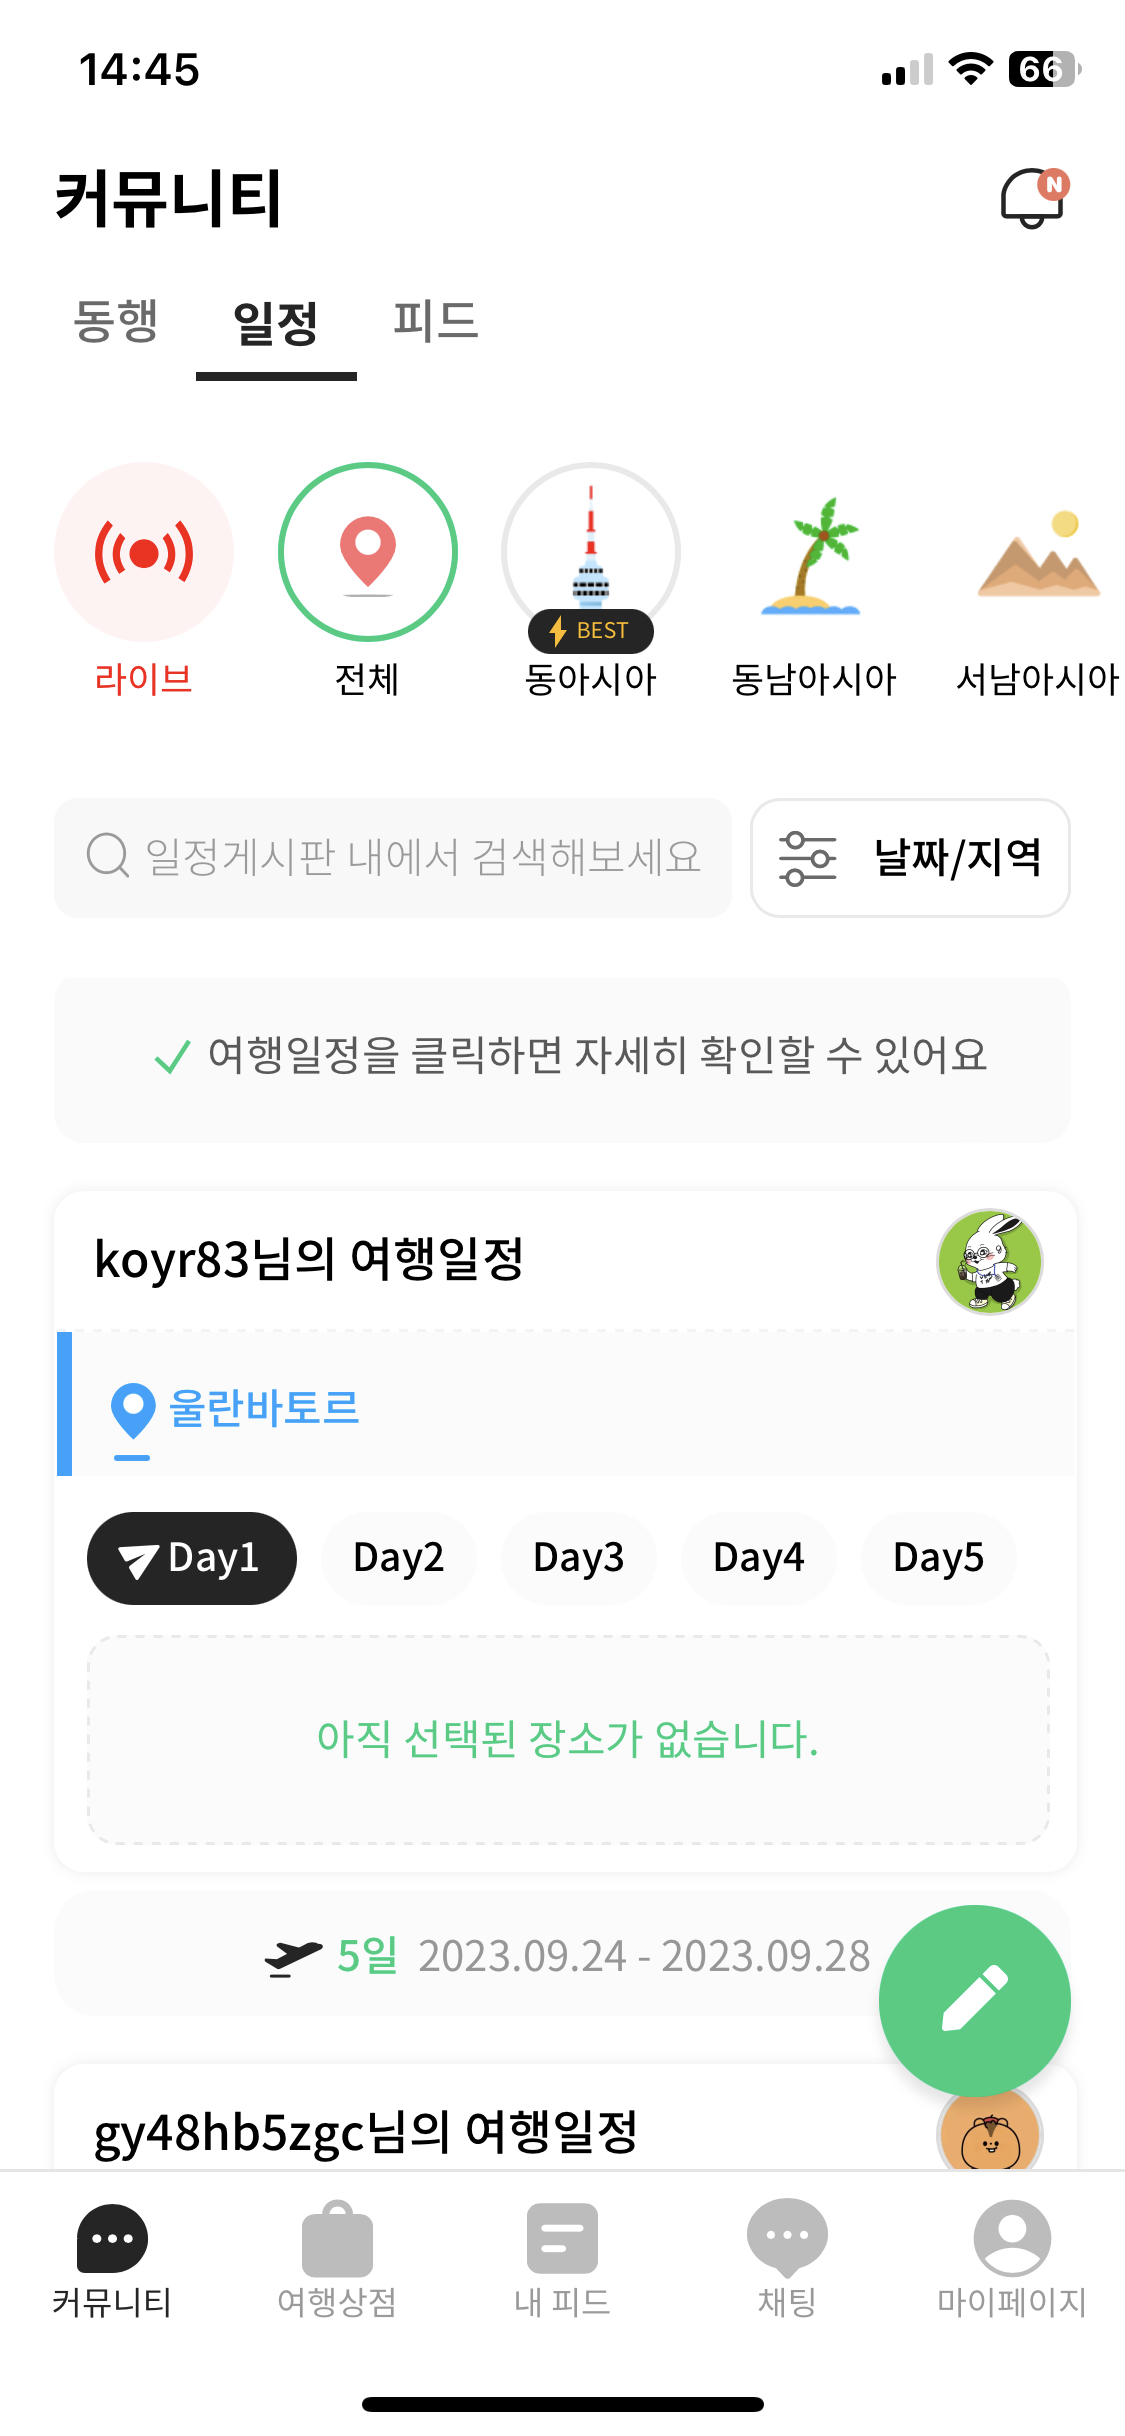 14:45
66
커뮤니티
N
동행 일정 피드
BEST
라이브 전체 동아시아 동남아시아 서남아시아
일정게시판 내에서 검색해보세요
날짜/지역
여행일정을 클릭하면 자세히 확인할 수 있어요
koyr83님의 여행일정
울란바토르
Day1 Day2 Day3 Day4 Day5
아직 선택된 장소가 없습니다.
5일 2023.09.24 - 2023.09.28
gy48hb5zgc님의 여행일정
커뮤니티 여행상점 내 피드 채팅 마이페이지